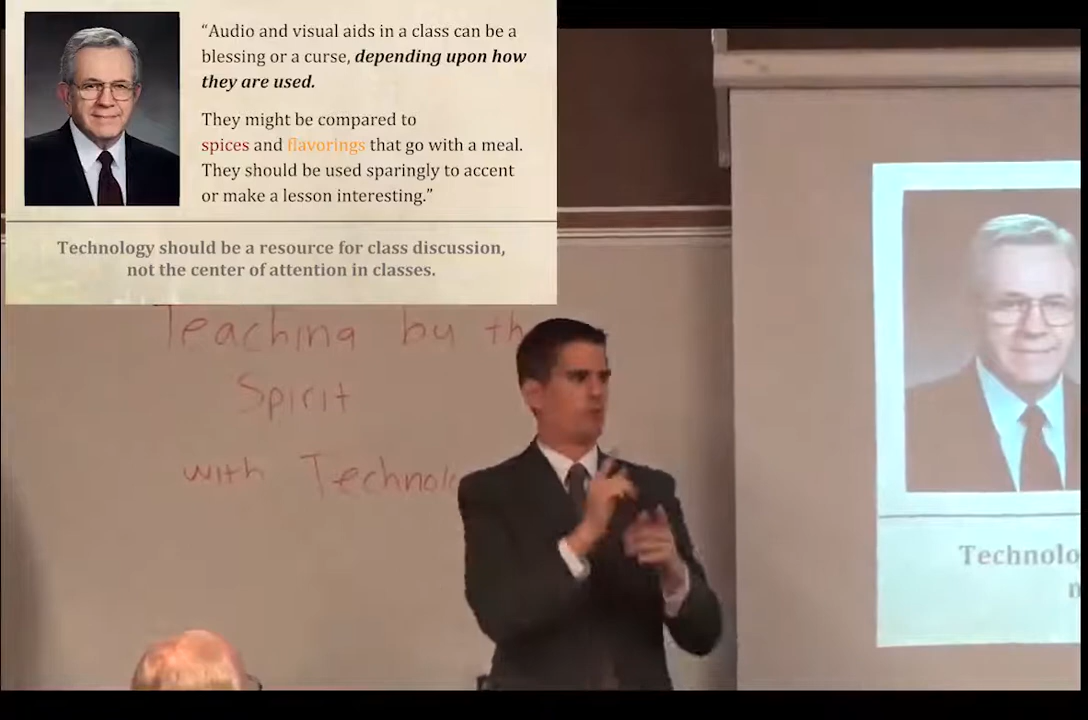 “Audio and visual aids in a class can be a
blessing or a curse, depending upon how
they are used.
They might be compared to
spices and flavorings that go with a meal.
They should be used sparingly to accent
or make a lesson interesting.”
Technology should be a resource for class discussion,
not the center of attention in classes.
Teaching by th
Spirit
with Technolo
Technolo
n